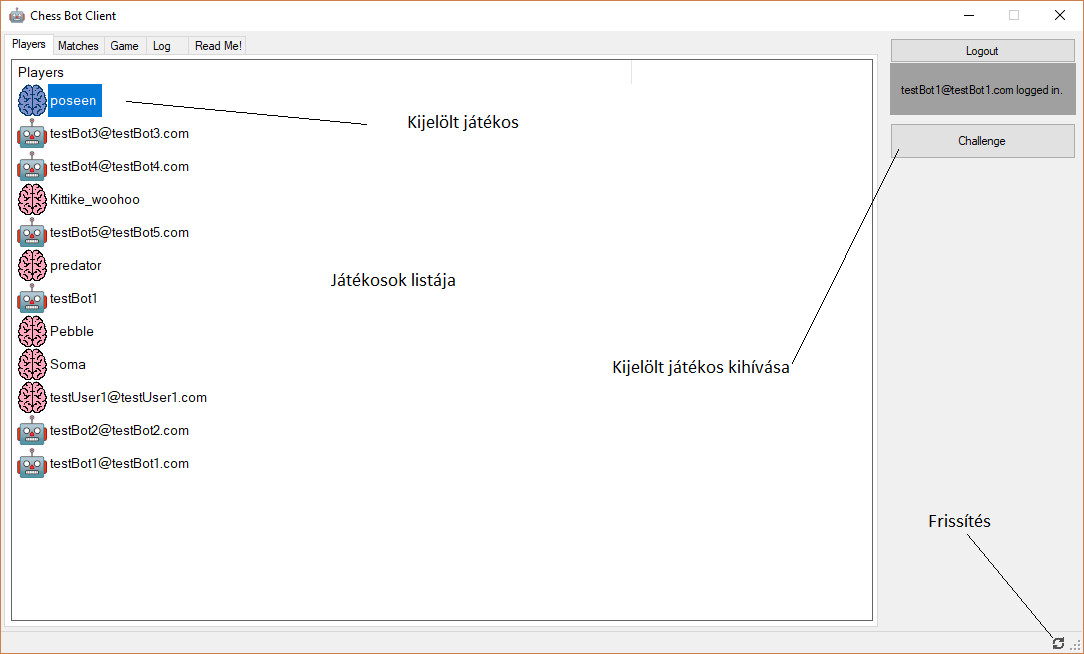 Chess Bot Client
Players Matches Game Log Read Me!
Logout
testBot1@testBot1.com logged in.
Challenge
Players
poseen
testBot3@testBot3.com
testBot4@testBot4.com
Kittike_woohoo
testBot5@testBot5.com
predator
testBot1
Pebble
Soma
testUser1@testUser1.com
testBot2@testBot2.com
testBot1@testBot1.com
Kijelölt játékos
Játékosok listája
Kijelölt játékos kihívása
Frissítés